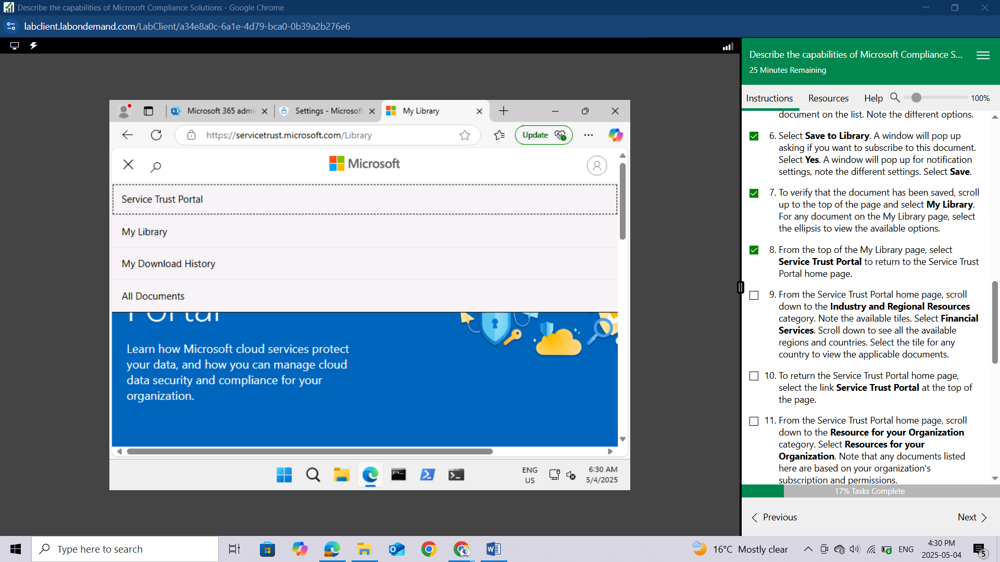 Describe the capabilities of Microsoft Compliance Solutions - Google Chrome
labclient.labondemand.com/LabClient/a34e8a0c-6a1e-4d79-bca0-0b39a2b276e6
Describe the capabilities of Microsoft Compliance S...
25 Minutes Remaining
Instructions
Resources
Help
100%
Microsoft 365 admi
Settings - Microsoft
My Library
https://servicetrust.microsoft.com/Library
Update
Microsoft
Service Trust Portal
My Library
My Download History
All Documents
Portal
Learn how Microsoft cloud services protect
your data, and how you can manage cloud
data security and compliance for your
organization.
ENG
US
6:30 AM
5/4/2025
document on the list. Note the different options.
6. Select Save to Library. A window will pop up
asking if you want to subscribe to this document.
Select Yes. A window will pop up for notification
settings, note the different settings. Select Save.
7. To verify that the document has been saved, scroll
up to the top of the page and select My Library.
For any document on the My Library page, select
the ellipsis to view the available options.
8. From the top of the My Library page, select
Service Trust Portal to return to the Service Trust
Portal home page.
9. From the Service Trust Portal home page, scroll
down to the Industry and Regional Resources
category. Note the available tiles. Select Financial
Services. Scroll down to see all the available
regions and countries. Select the tile for any
country to view the applicable documents.
10. To return the Service Trust Portal home page,
select the link Service Trust Portal at the top of
the page.
11. From the Service Trust Portal home page, scroll
down to the Resource for your Organization
category. Select Resources for your
Organization. Note that any documents listed
here are based on your organization's
subscription and permissions.
17% Tasks Complete
Previous
Next
Type here to search
16°C Mostly clear
ENG
4:30 PM
2025-05-04
5